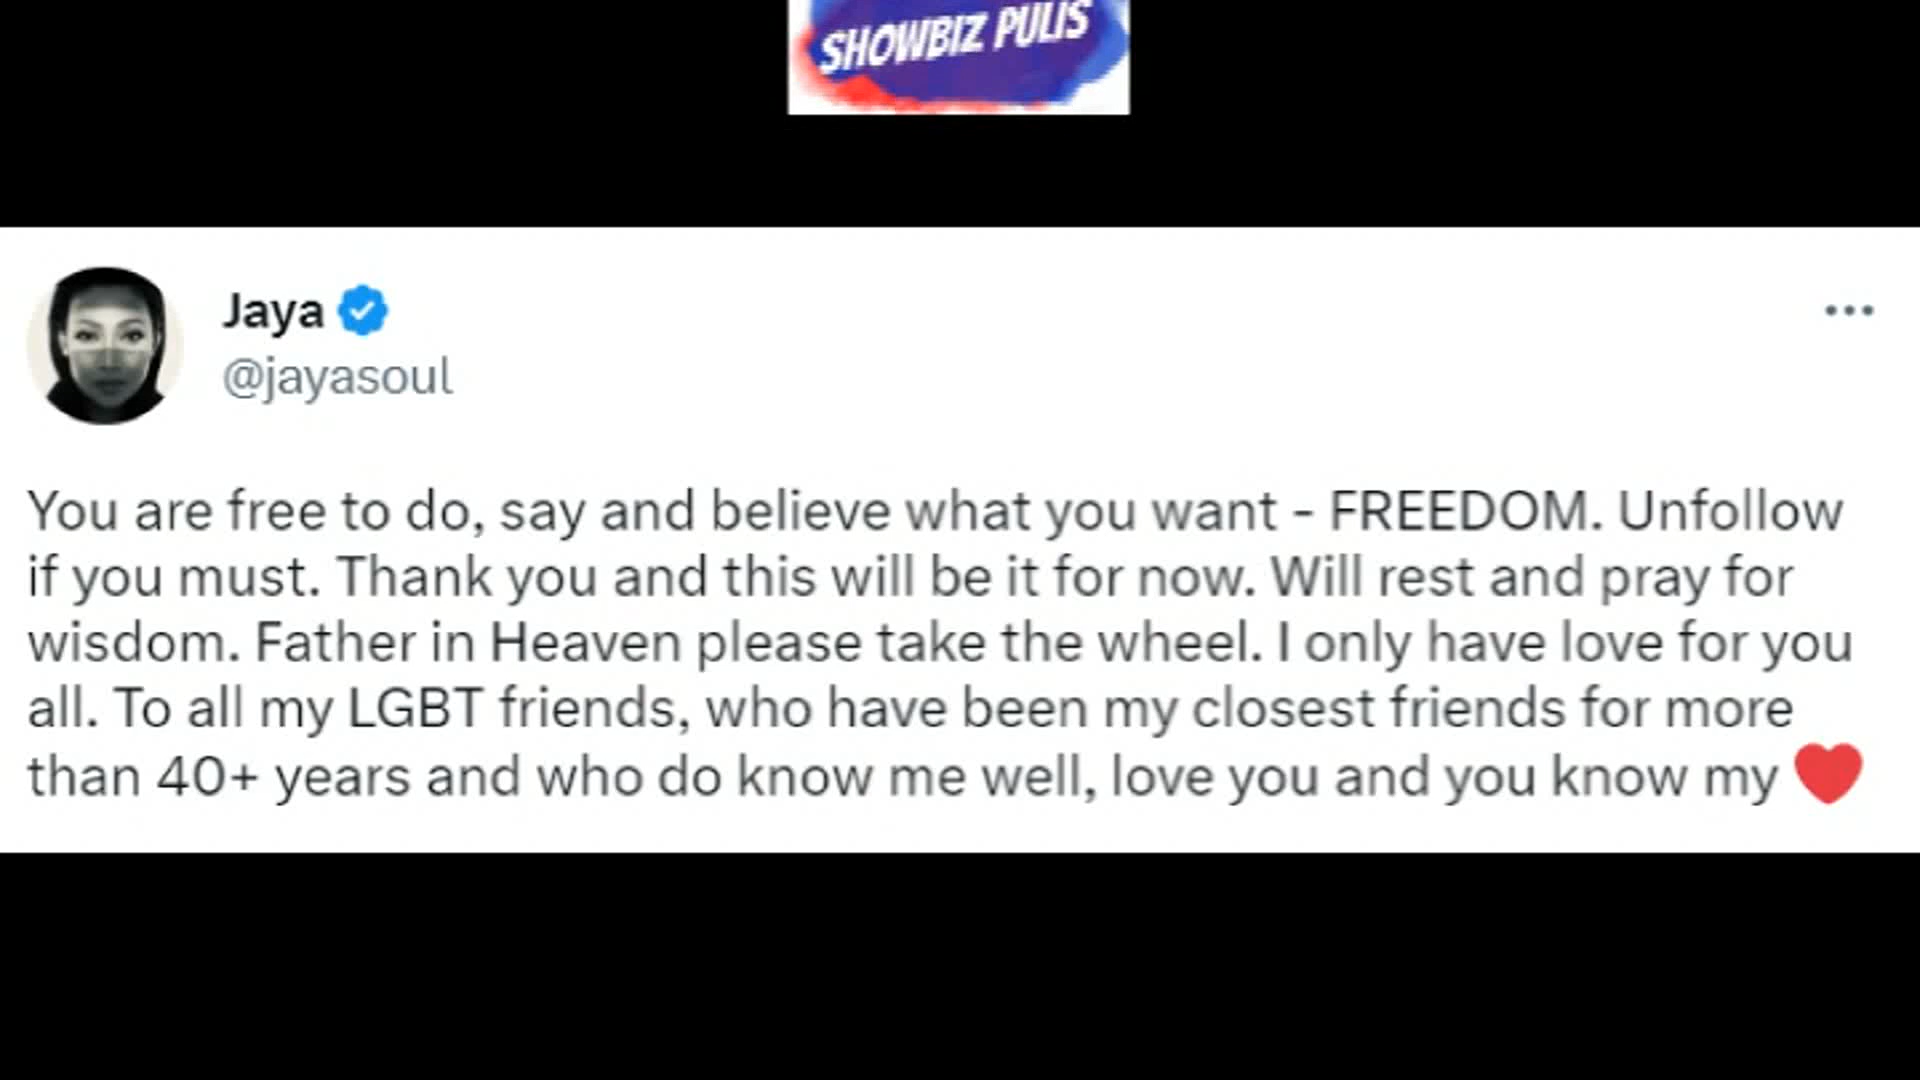 SHOWBIZ PULIS
Jaya
@jayasoul
You are free to do, say and believe what you want - FREEDOM. Unfollow
if you must. Thank you and this will be it for now. Will rest and pray for
wisdom. Father in Heaven please take the wheel. I only have love for you
all. To all my LGBT friends, who have been my closest friends for more
than 40+ years and who do know me well, love you and you know my ❤️